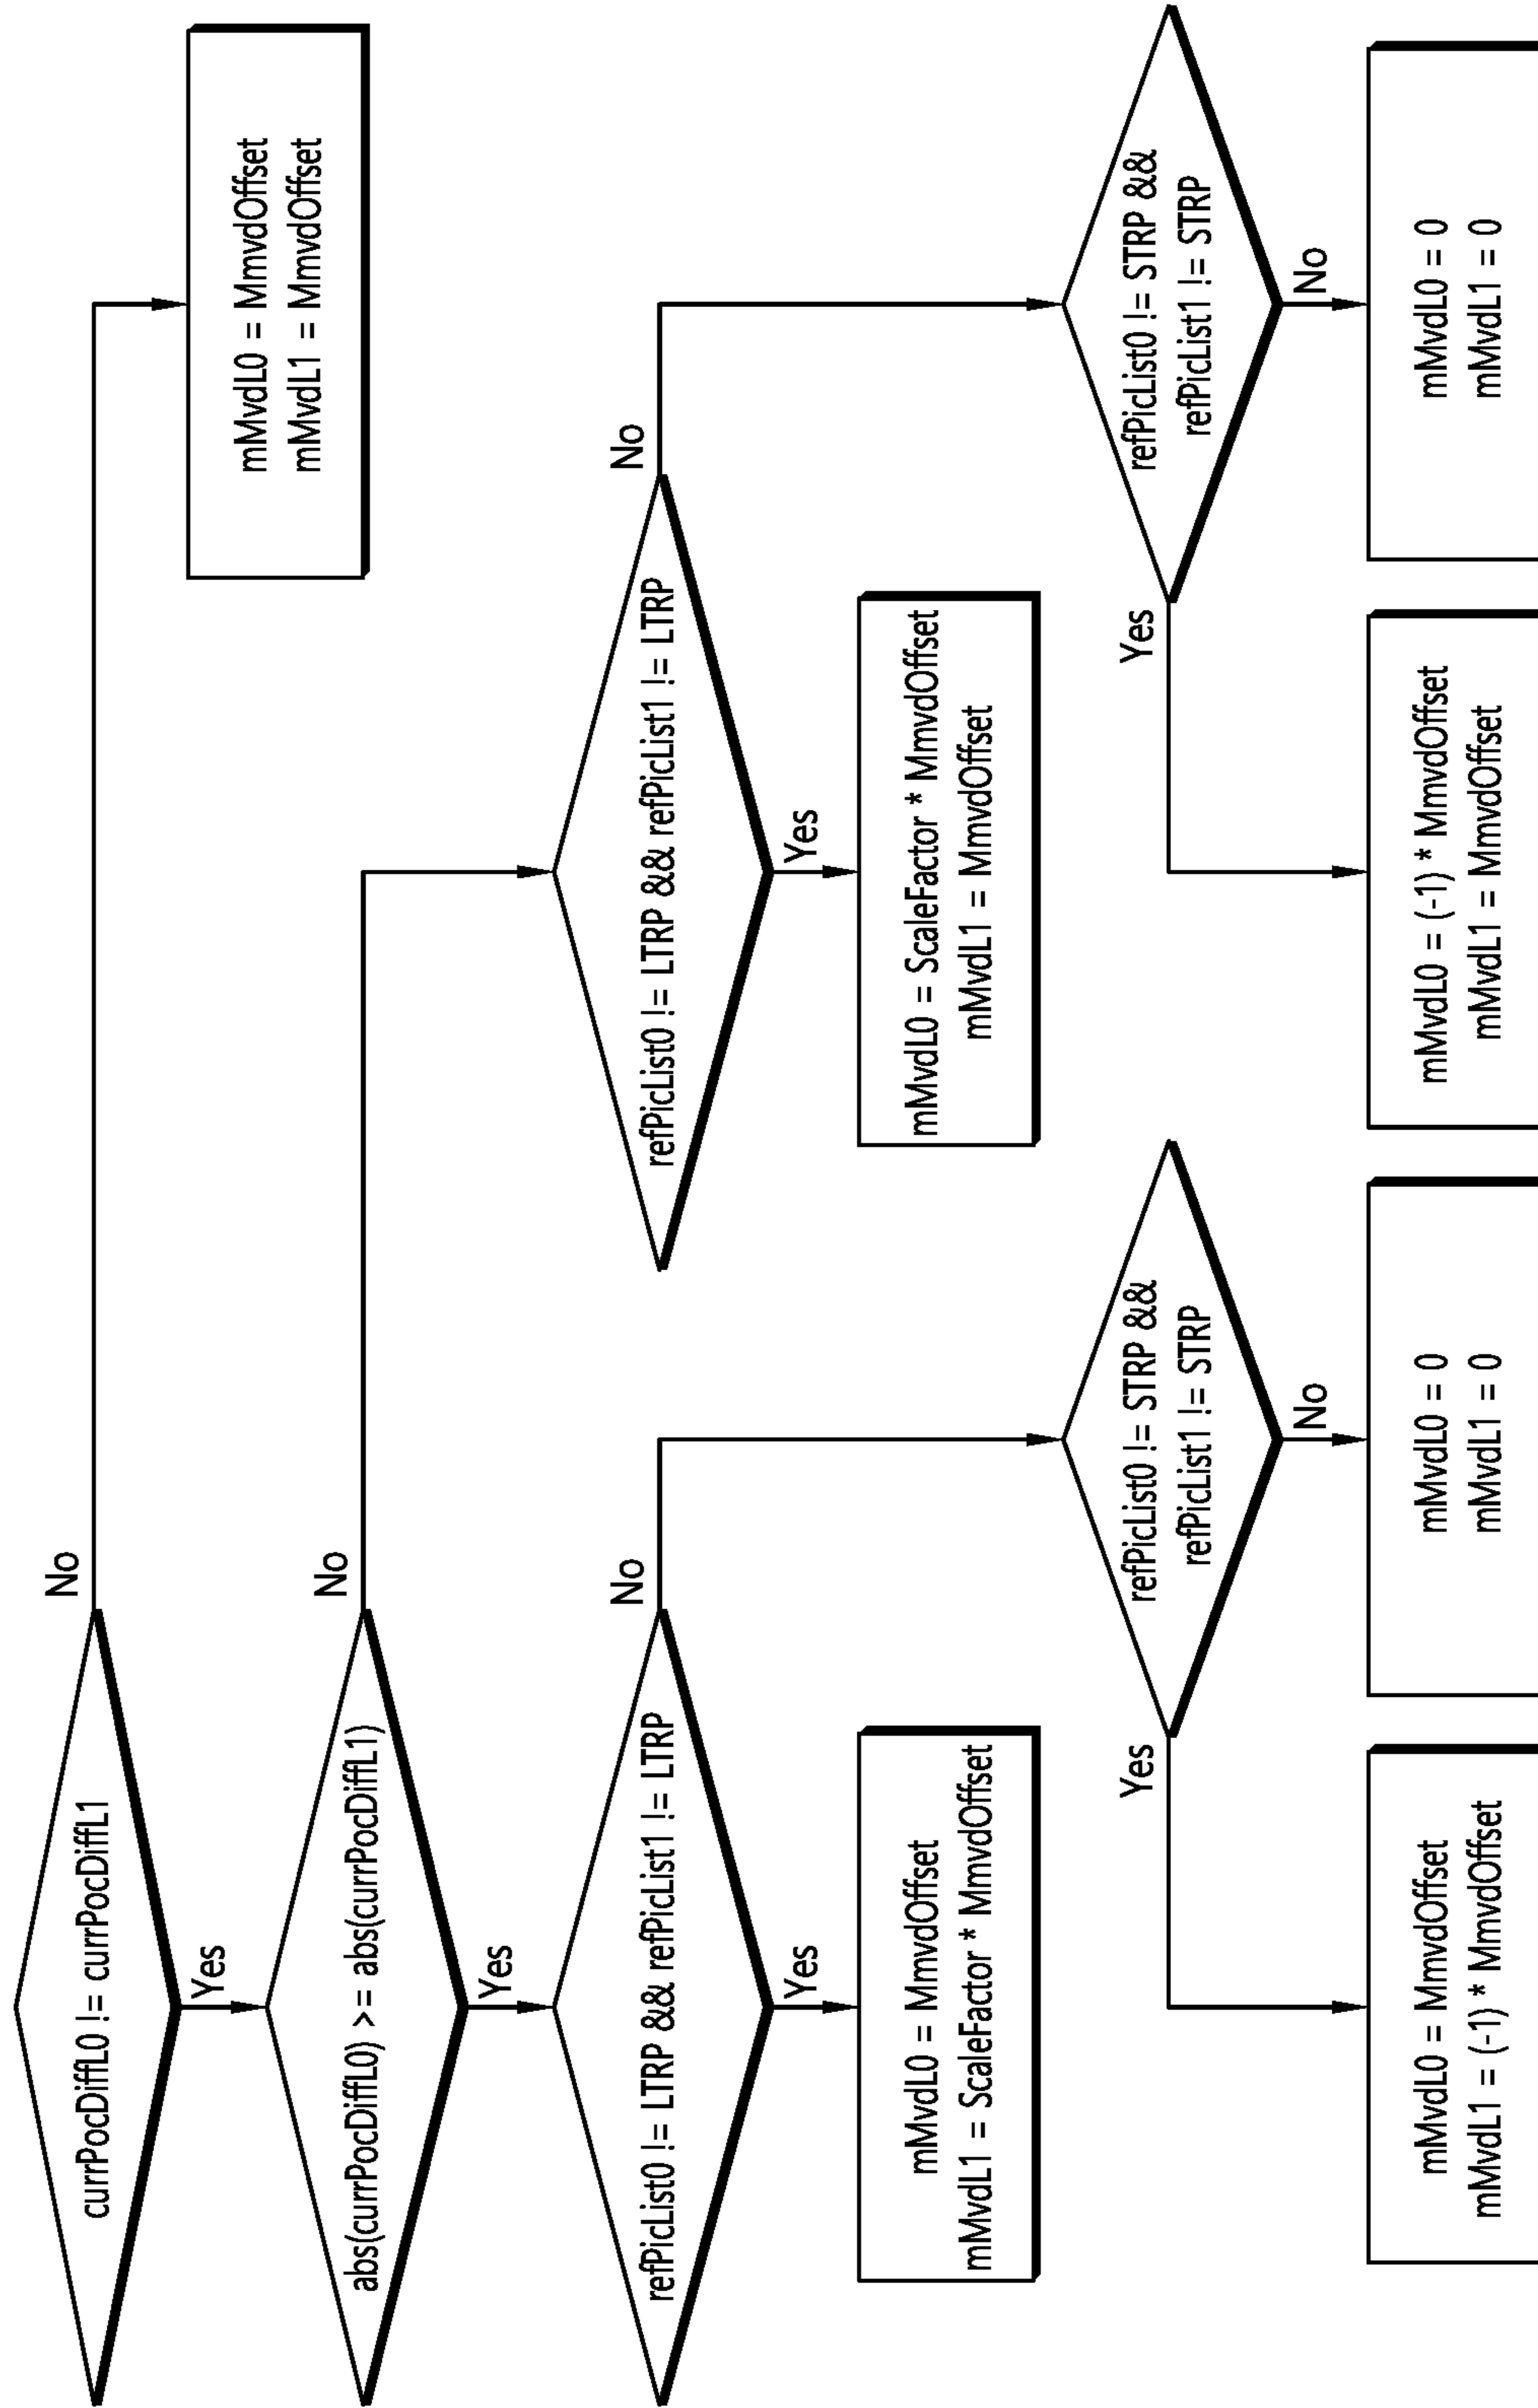 currPocDiffL0 != currPocDiffL1
No
Yes
mMvdL0 = MmvdOffset
mMvdL1 = MmvdOffset
abs(currPocDiffL0) >= abs(currPocDiffL1)
No
Yes
refPicList0 != LTRP && refPicList1 != LTRP
No
Yes
refPicList0 != LTRP && refPicList1 != LTRP
No
Yes
mMvdL0 = MmvdOffset
mMvdL1 = ScaleFactor * MmvdOffset
mMvdL0 = ScaleFactor * MmvdOffset
mMvdL1 = MmvdOffset
Yes
refPicList0 != STRP &&
refPicList1 != STRP
No
Yes
refPicList0 != STRP &&
refPicList1 != STRP
No
mMvdL0 = MmvdOffset
mMvdL1 = (-1) * MmvdOffset
mMvdL0 = 0
mMvdL1 = 0
mMvdL0 = (-1) * MmvdOffset
mMvdL1 = MmvdOffset
mMvdL0 = 0
mMvdL1 = 0